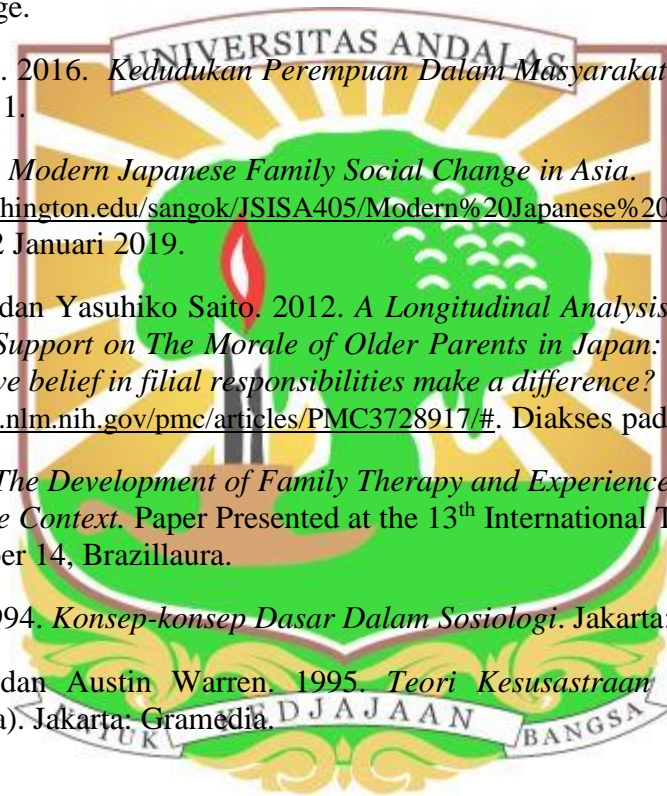 ge.
UNIVERSITAS ANDALAS
. 2016. Kedudukan Perempuan Dalam Masyarakat
1.
Modern Japanese Family Social Change in Asia.
hington.edu/sangok/JSISA405/Modern%20Japanese%20
2 Januari 2019.
dan Yasuhiko Saito. 2012. A Longitudinal Analysis
Support on The Morale of Older Parents in Japan:
ve belief in filial responsibilities make a difference?
.nlm.nih.gov/pmc/articles/PMC3728917/#. Diakses pad
The Development of Family Therapy and Experience
e Context. Paper Presented at the 13th International T
er 14, Brazillaura.
994. Konsep-konsep Dasar Dalam Sosiologi. Jakarta:
dan Austin Warren. 1995. Teori Kesusastraan
a). Jakarta: Gramedia.
UNTUK KEDJAJAAN BANGSA